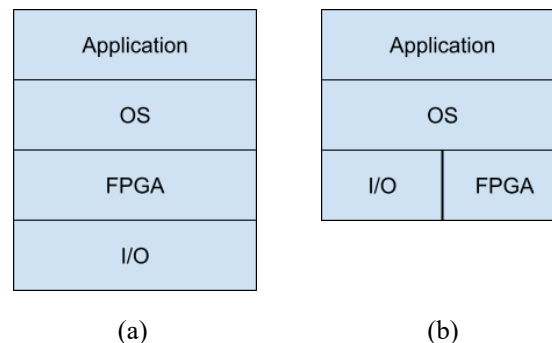 Application
OS
FPGA
I/O
(a)
Application
OS
I/O FPGA
(b)